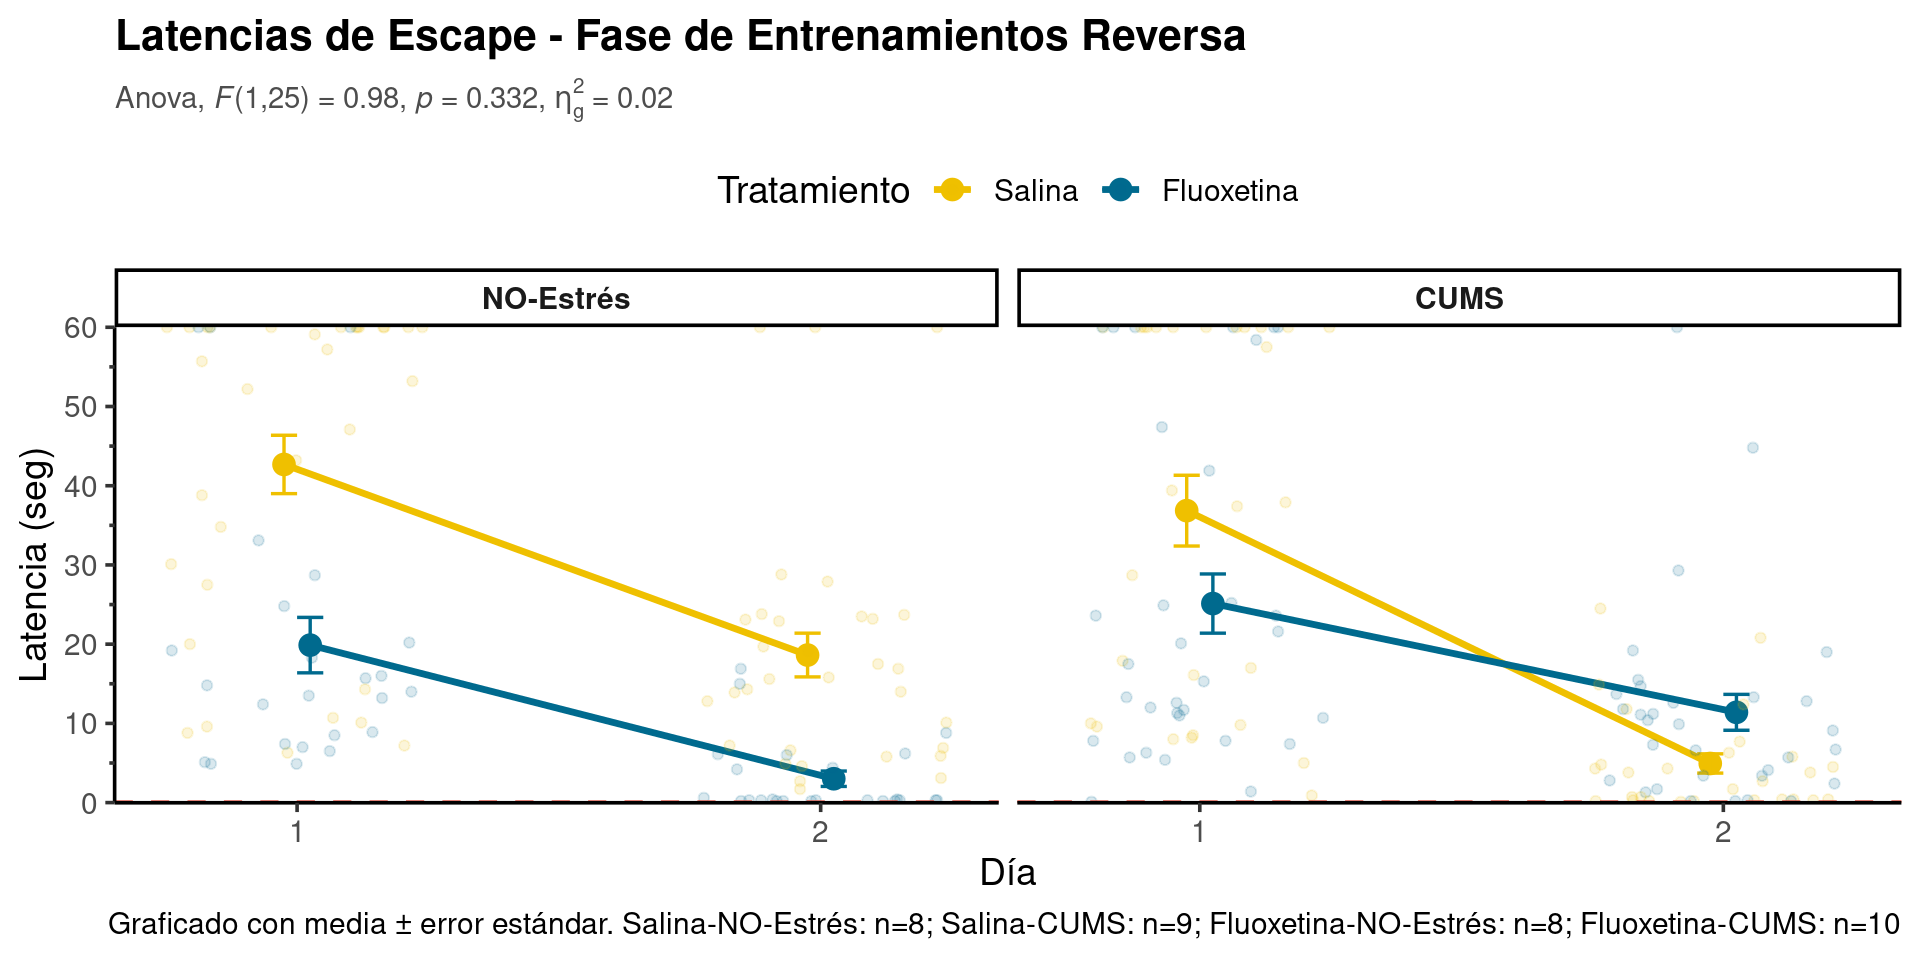 Latencias de Escape - Fase de Entrenamientos Reversa
Anova, F(1,25) = 0.98, p = 0.332, η²g = 0.02
Tratamiento Salina Fluoxetina
NO-Estrés CUMS
60
50
40
30
20
10
0
Latencia (seg)
1 2 1 2
Día
Graficado con media ± error estándar. Salina-NO-Estrés: n=8; Salina-CUMS: n=9; Fluoxetina-NO-Estrés: n=8; Fluoxetina-CUMS: n=10